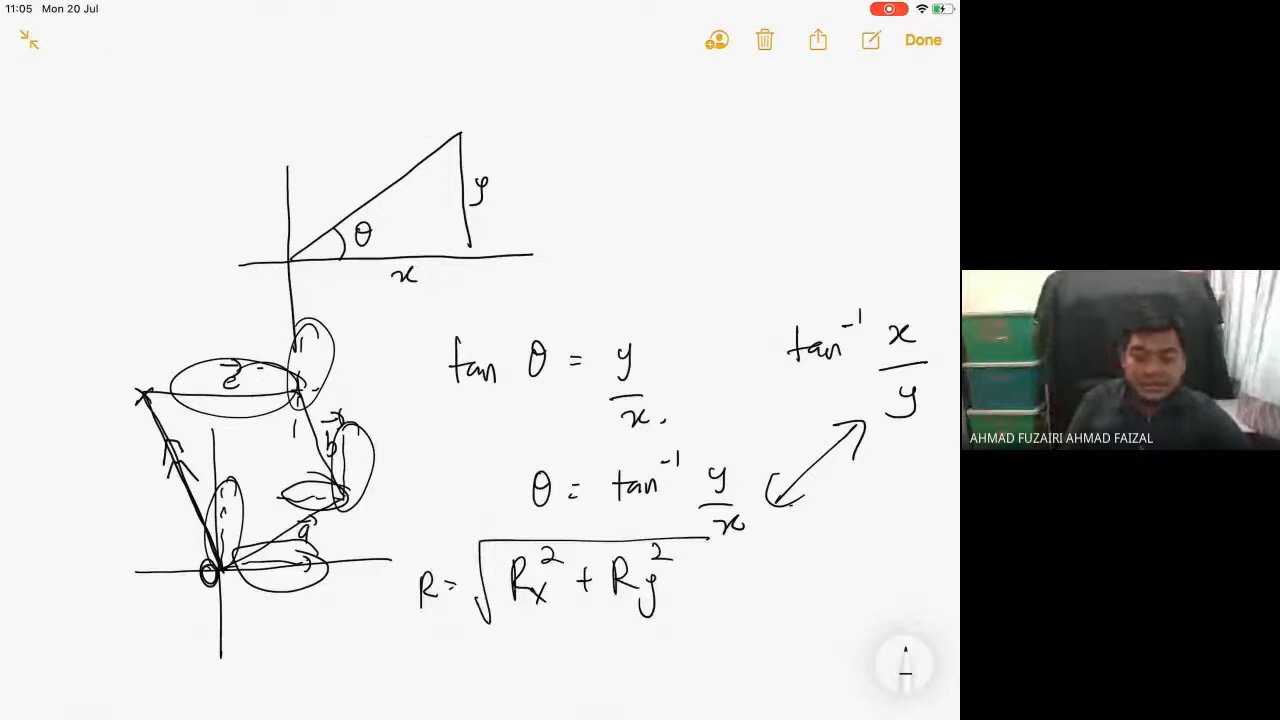 11:05 Mon 20 Jul
Done
y
θ
x
tan⁻¹ x/y
tan θ = y/x.
e
b
θ = tan⁻¹ y/x
a
R = √(Rx² + Ry²)
AHMAD FUZAIRI AHMAD FAIZAL